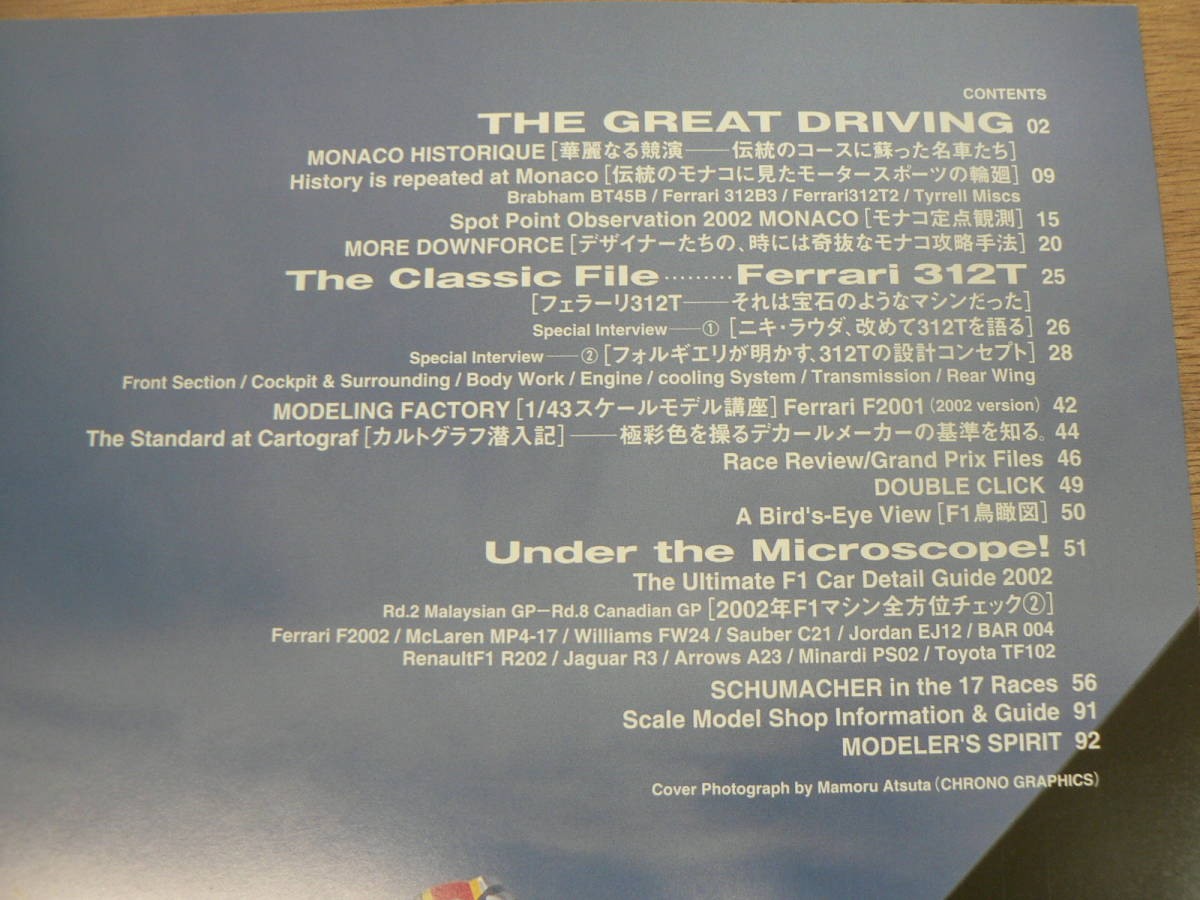 CONTENTS
THE GREAT DRIVING 02
MONACO HISTORIQUE [華麗なる競演——伝統のコースに蘇った名車たち]
History is repeated at Monaco [伝統のモナコに見たモータースポーツの輪廻] 09
Brabham BT45B / Ferrari 312B3 / Ferrari312T2 / Tyrrell Miscs
Spot Point Observation 2002 MONACO [モナコ定点観測] 15
MORE DOWNFORCE [デザイナーたちの、時には奇抜なモナコ攻略手法] 20
The Classic File ········· Ferrari 312T 25
[フェラーリ312T——それは宝石のようなマシンだった]
Special Interview——① [ニキ・ラウダ、改めて312Tを語る] 26
Special Interview——② [フォルギエリが明かす、312Tの設計コンセプト] 28
Front Section / Cockpit & Surrounding / Body Work / Engine / cooling System / Transmission / Rear Wing
MODELING FACTORY [1/43スケールモデル講座] Ferrari F2001 (2002 version) 42
The Standard at Cartograf [カルトグラフ潜入記]——極彩色を操るデカールメーカーの基準を知る。 44
Race Review/Grand Prix Files 46
DOUBLE CLICK 49
A Bird's-Eye View [F1鳥瞰図] 50
Under the Microscope! 51
The Ultimate F1 Car Detail Guide 2002
Rd.2 Malaysian GP–Rd.8 Canadian GP [2002年F1マシン全方位チェック②]
Ferrari F2002 / McLaren MP4-17 / Williams FW24 / Sauber C21 / Jordan EJ12 / BAR 004
RenaultF1 R202 / Jaguar R3 / Arrows A23 / Minardi PS02 / Toyota TF102
SCHUMACHER in the 17 Races 56
Scale Model Shop Information & Guide 91
MODELER'S SPIRIT 92
Cover Photograph by Mamoru Atsuta (CHRONO GRAPHICS)